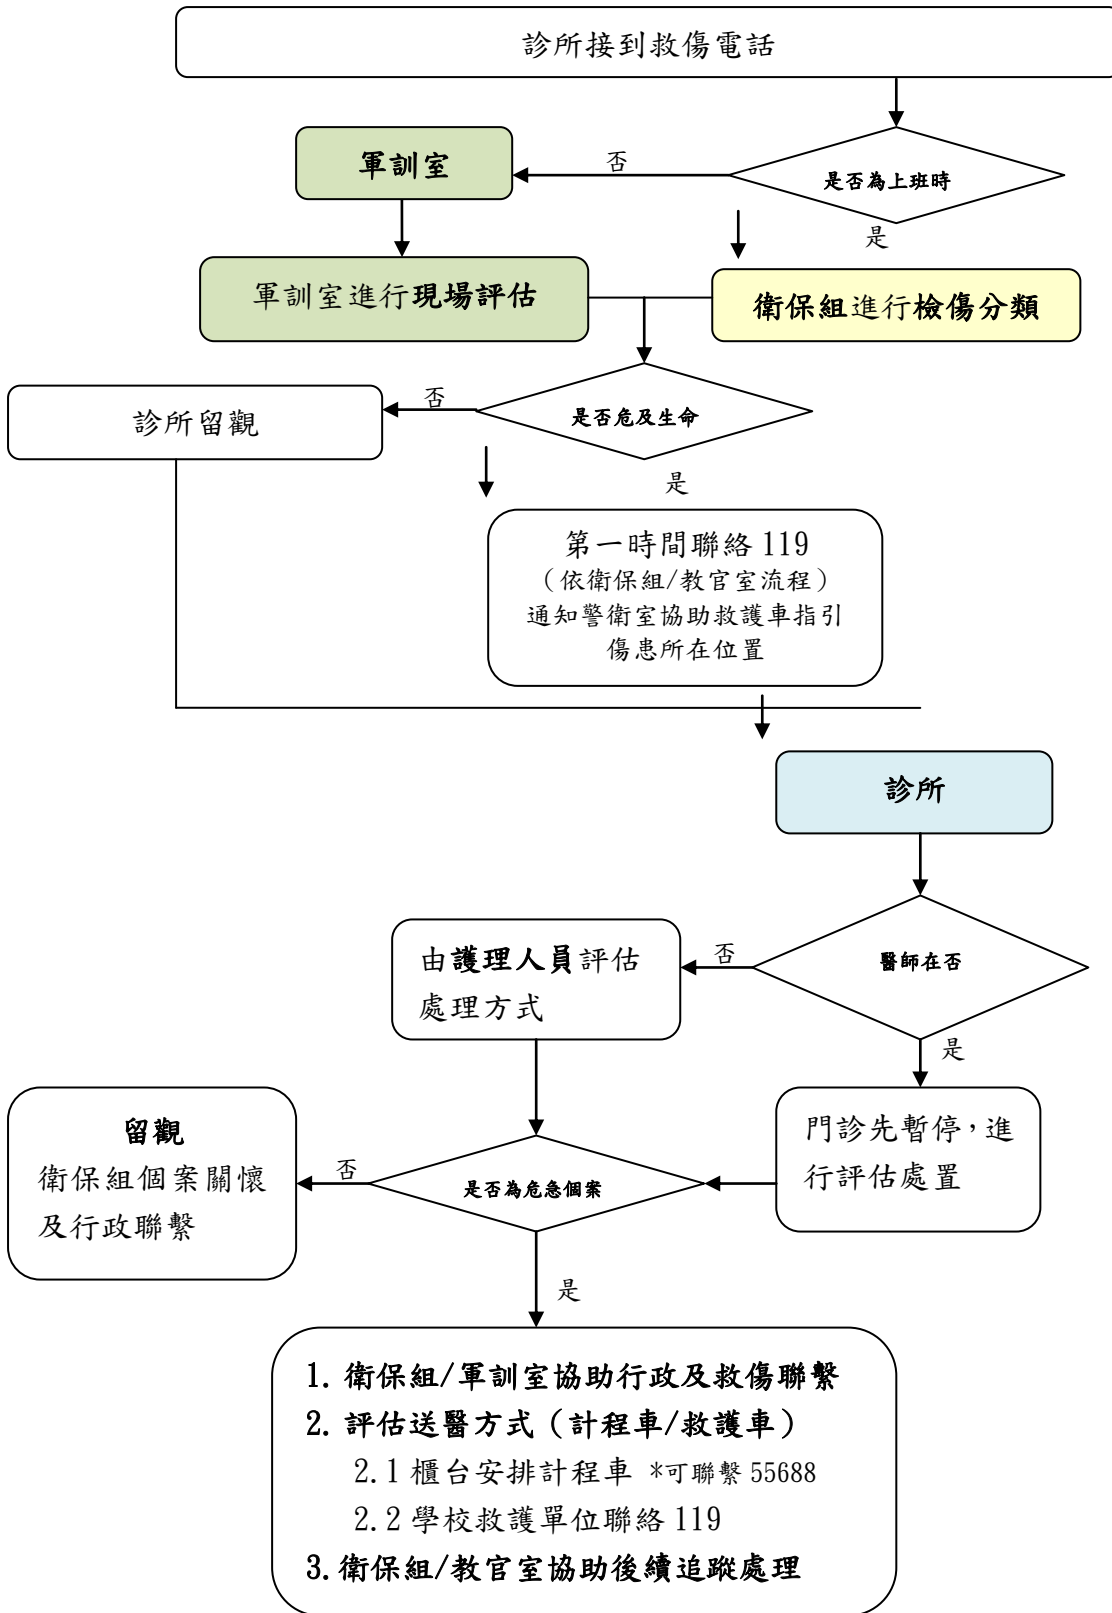 診所接到救傷電話
軍訓室
否
是否為上班時
是
軍訓室進行現場評估
衛保組進行檢傷分類
否
診所留觀
是否危及生命
是
第一時間聯絡 119
（依衛保組/教官室流程）
通知警衛室協助救護車指引
傷患所在位置
診所
由護理人員評估
處理方式
否
醫師在否
是
留觀
衛保組個案關懷
及行政聯繫
否
是否為危急個案
門診先暫停，進
行評估處置
是
1. 衛保組/軍訓室協助行政及救傷聯繫
2. 評估送醫方式（計程車/救護車）
2.1 櫃台安排計程車 *可聯繫 55688
2.2 學校救護單位聯絡 119
3. 衛保組/教官室協助後續追蹤處理